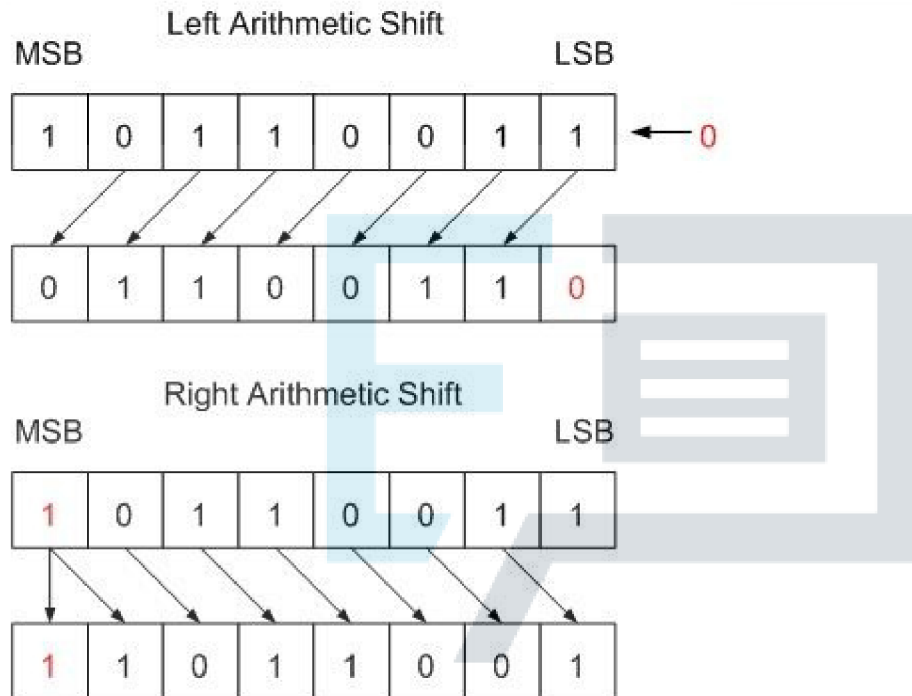 Left Arithmetic Shift
MSB LSB
1 0 1 1 0 0 1 1 0
0 1 1 0 0 1 1 0
Right Arithmetic Shift
MSB LSB
1 0 1 1 0 0 1 1
1 1 0 1 1 0 0 1